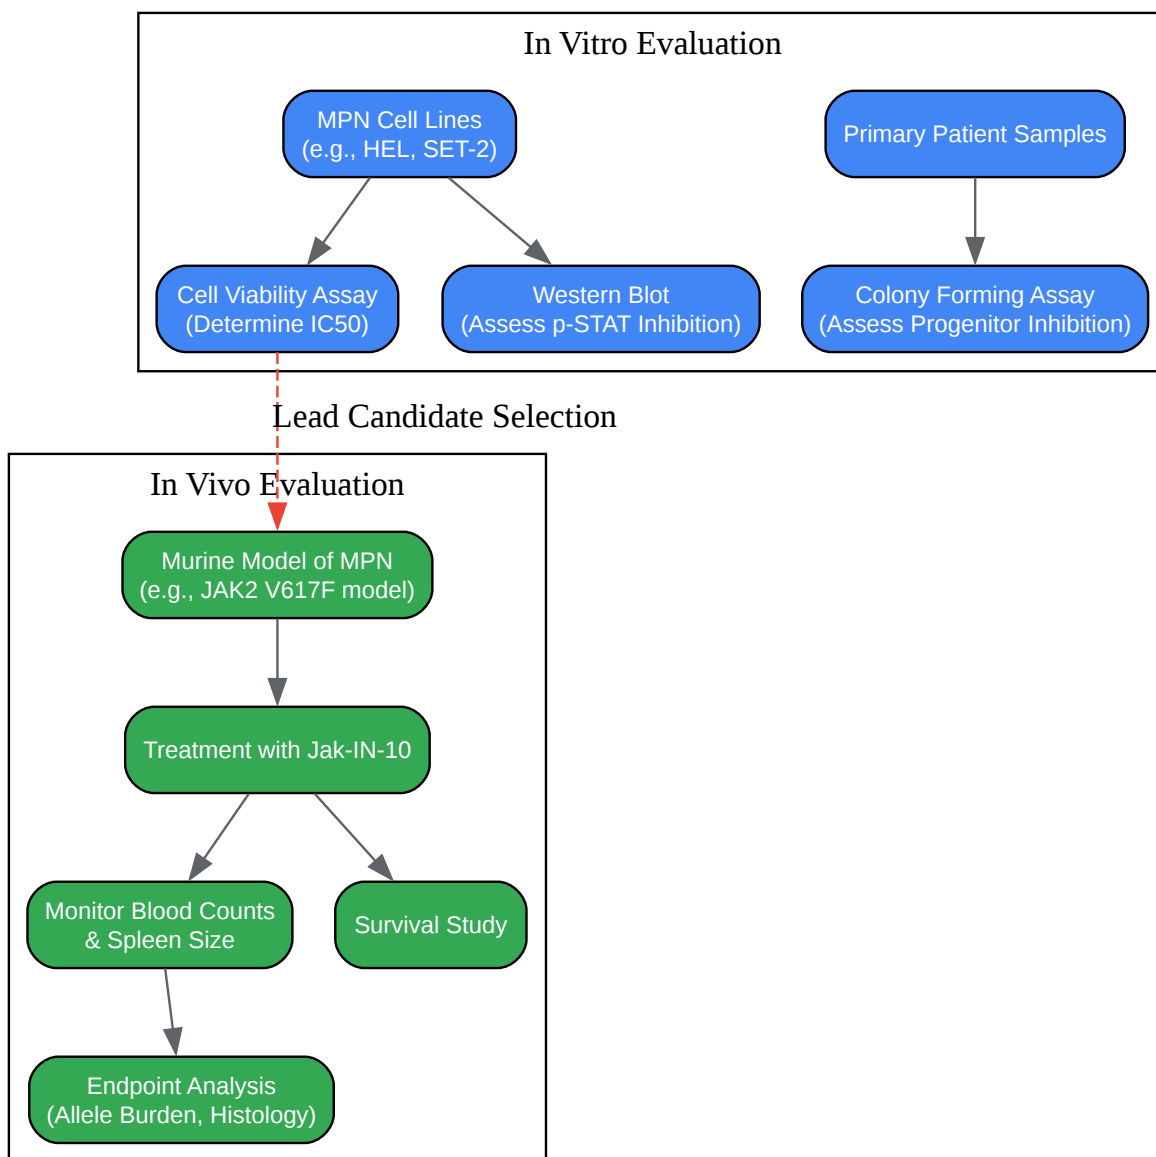 In Vitro Evaluation
MPN Cell Lines
(e.g., HEL, SET-2)
Primary Patient Samples
Cell Viability Assay
(Determine IC50)
Western Blot
(Assess p-STAT Inhibition)
Colony Forming Assay
(Assess Progenitor Inhibition)
Lead Candidate Selection
In Vivo Evaluation
Murine Model of MPN
(e.g., JAK2 V617F model)
Treatment with Jak-IN-10
Monitor Blood Counts
& Spleen Size
Survival Study
Endpoint Analysis
(Allele Burden, Histology)